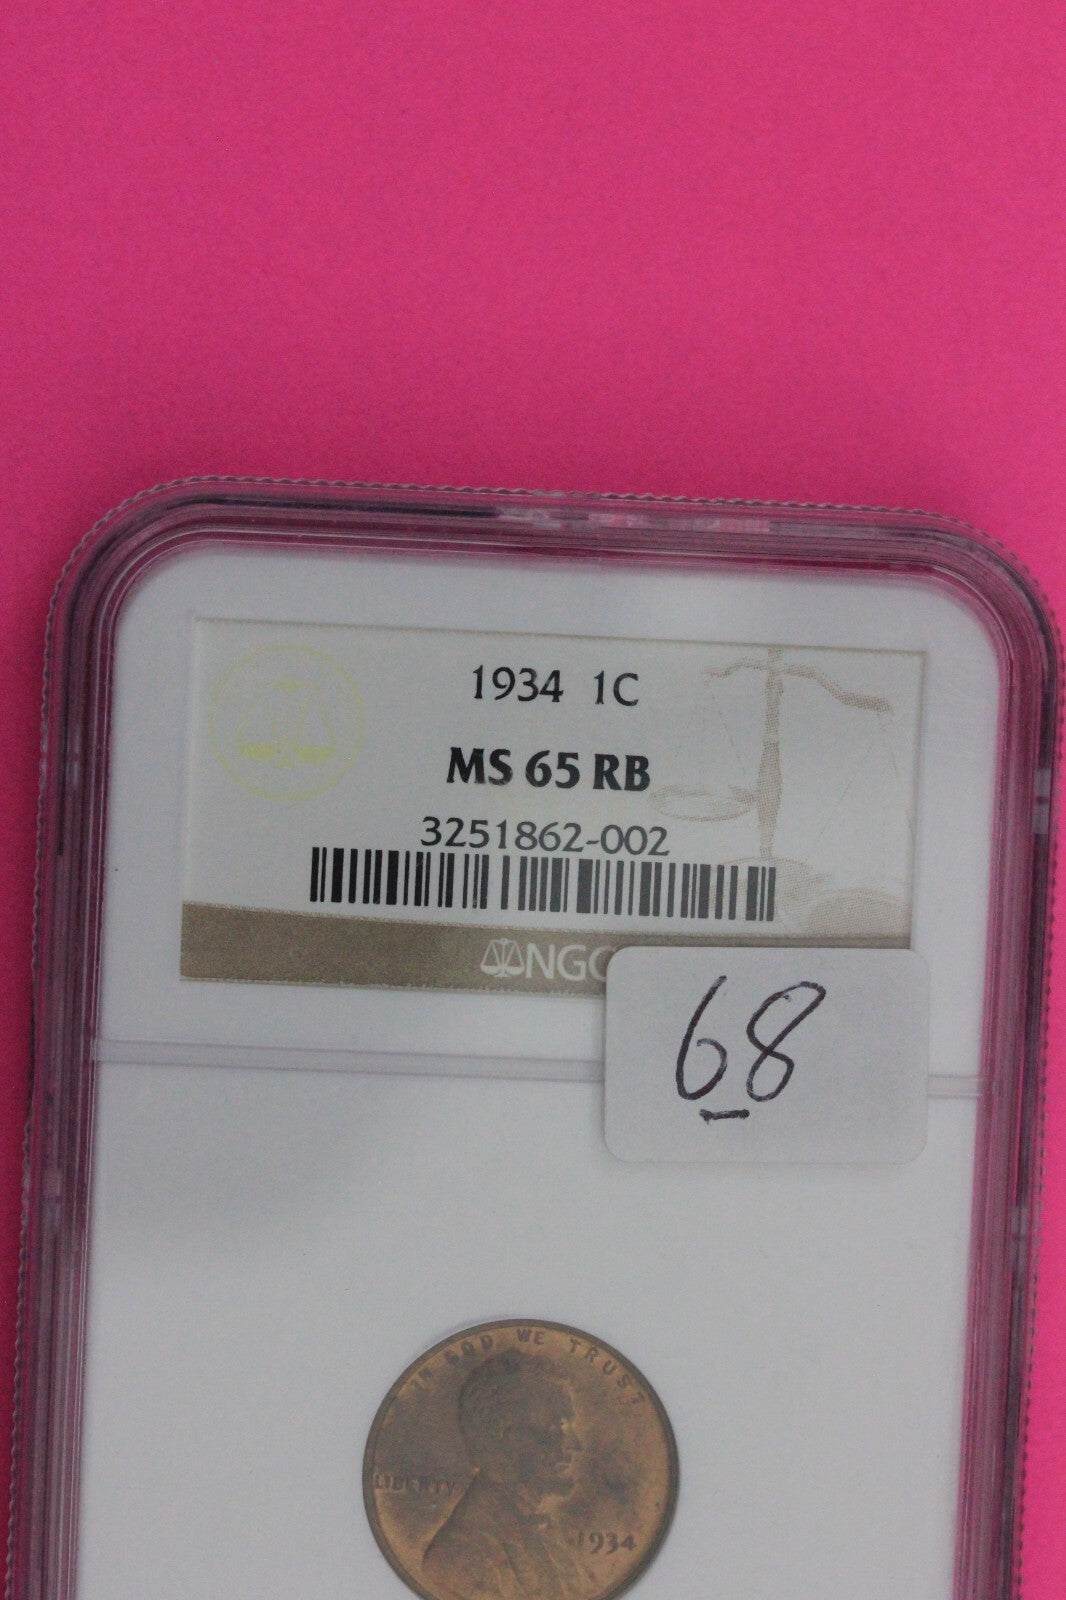 1934 1C
MS 65 RB
3251862-002
NGC
68
IN GOD WE TRUST
LIBERTY
1934